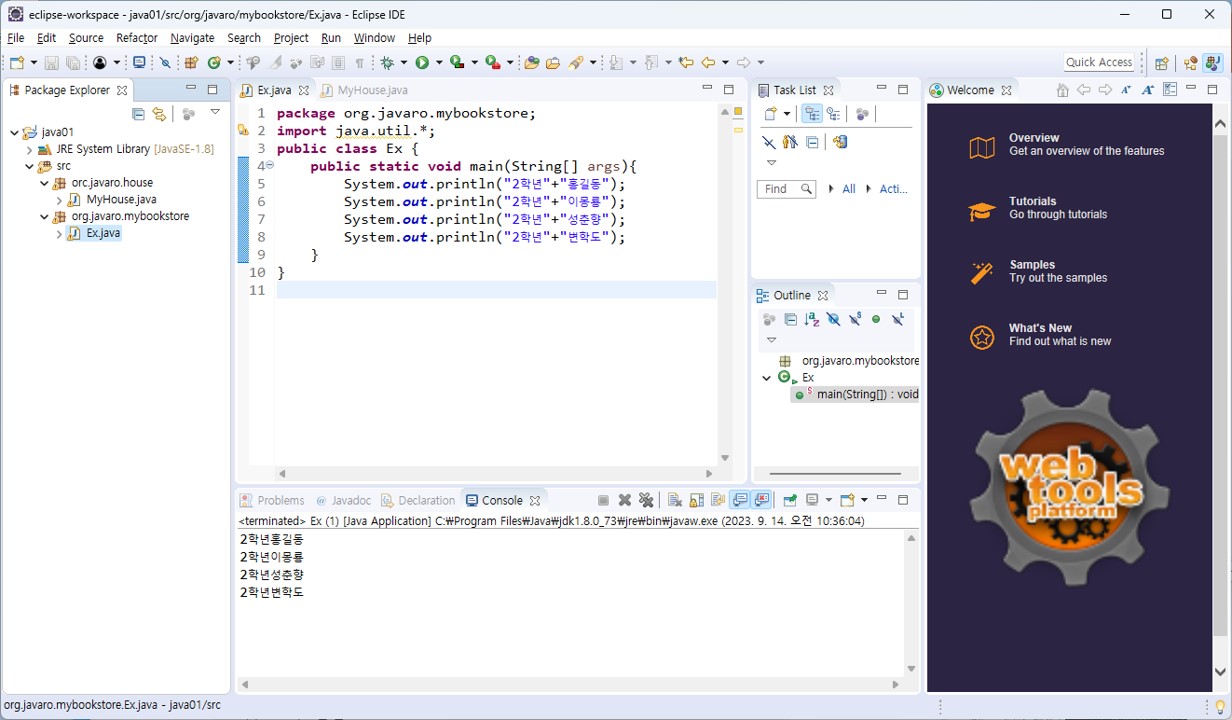 eclipse-workspace - java01/src/org/javaro/mybookstore/Ex.java - Eclipse IDE
File Edit Source Refactor Navigate Search Project Run Window Help
Quick Access
Package Explorer
java01
JRE System Library [JavaSE-1.8]
src
orc.javaro.house
MyHouse.java
org.javaro.mybookstore
Ex.java
Ex.java MyHouse.java
1 package org.javaro.mybookstore;
2 import java.util.*;
3 public class Ex {
4 public static void main(String[] args){
5 System.out.println("2학년"+"홍길동");
6 System.out.println("2학년"+"이몽룡");
7 System.out.println("2학년"+"성춘향");
8 System.out.println("2학년"+"변학도");
9 }
10 }
11
Task List
Find All Acti...
Outline
org.javaro.mybookstore
Ex
main(String[]) : void
Problems @ Javadoc Declaration Console
<terminated> Ex (1) [Java Application] C:₩Program Files₩Java₩jdk1.8.0_73₩jre₩bin₩javaw.exe (2023. 9. 14. 오전 10:36:04)
2학년홍길동
2학년이몽룡
2학년성춘향
2학년변학도
Welcome
Overview
Get an overview of the features
Tutorials
Go through tutorials
Samples
Try out the samples
What's New
Find out what is new
web
tools
platform
org.javaro.mybookstore.Ex.java - java01/src